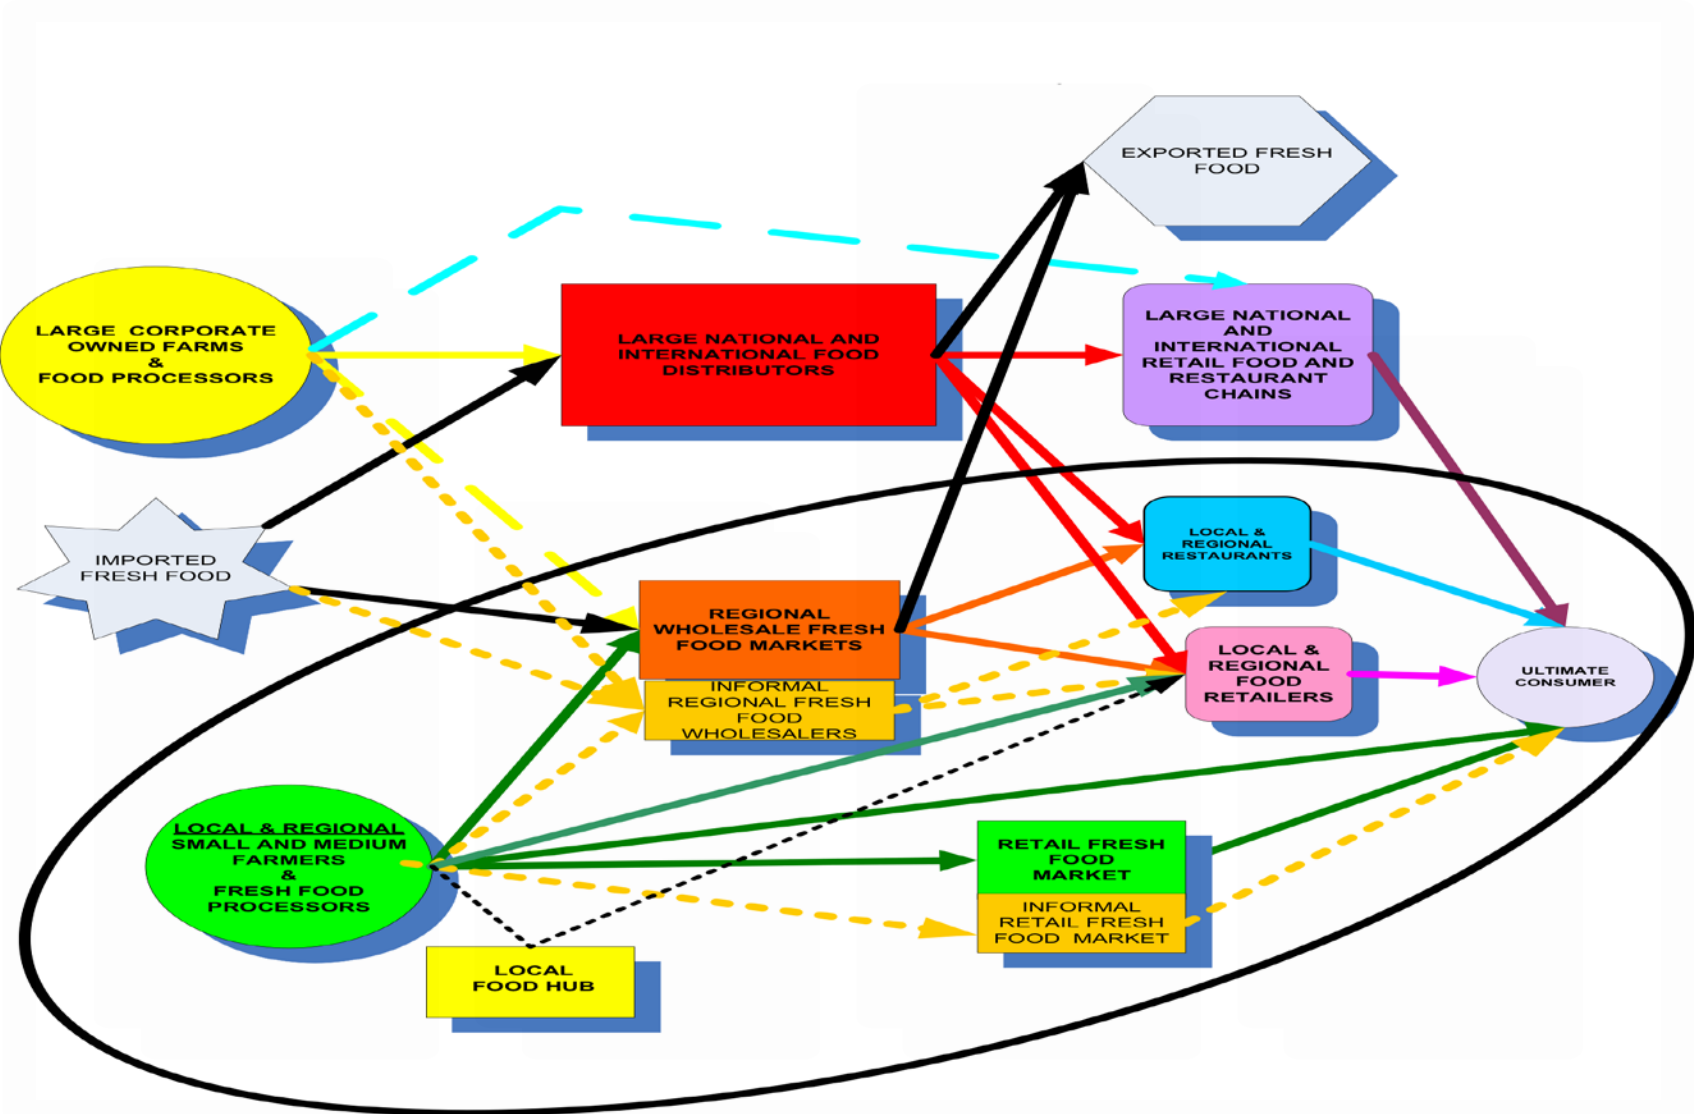 EXPORTED FRESH
FOOD
LARGE CORPORATE
OWNED FARMS
&
FOOD PROCESSORS
LARGE NATIONAL AND
INTERNATIONAL FOOD
DISTRIBUTORS
LARGE NATIONAL
AND
INTERNATIONAL
RETAIL FOOD AND
RESTAURANT
CHAINS
IMPORTED
FRESH FOOD
LOCAL &
REGIONAL
RESTAURANTS
REGIONAL
WHOLESALE FRESH
FOOD MARKETS
INFORMAL
REGIONAL FRESH
FOOD
WHOLESALERS
LOCAL &
REGIONAL
FOOD
RETAILERS
ULTIMATE
CONSUMER
LOCAL & REGIONAL
SMALL AND MEDIUM
FARMERS
&
FRESH FOOD
PROCESSORS
RETAIL FRESH
FOOD
MARKET
INFORMAL
RETAIL FRESH
FOOD MARKET
LOCAL
FOOD HUB